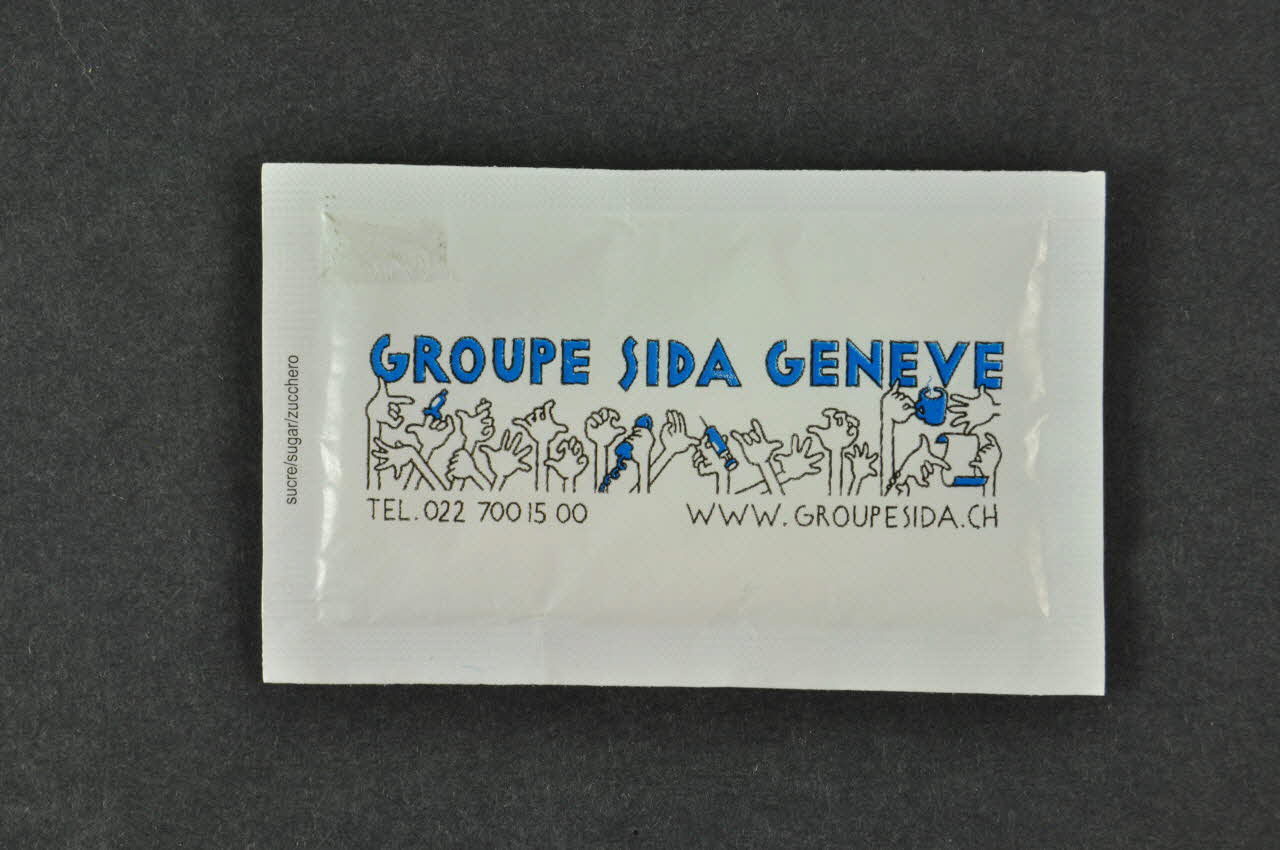 GROUPE SIDA GENEVE
TEL. 022 700 15 00
WWW.GROUPESIDA.CH
sucre/sugar/zucchero